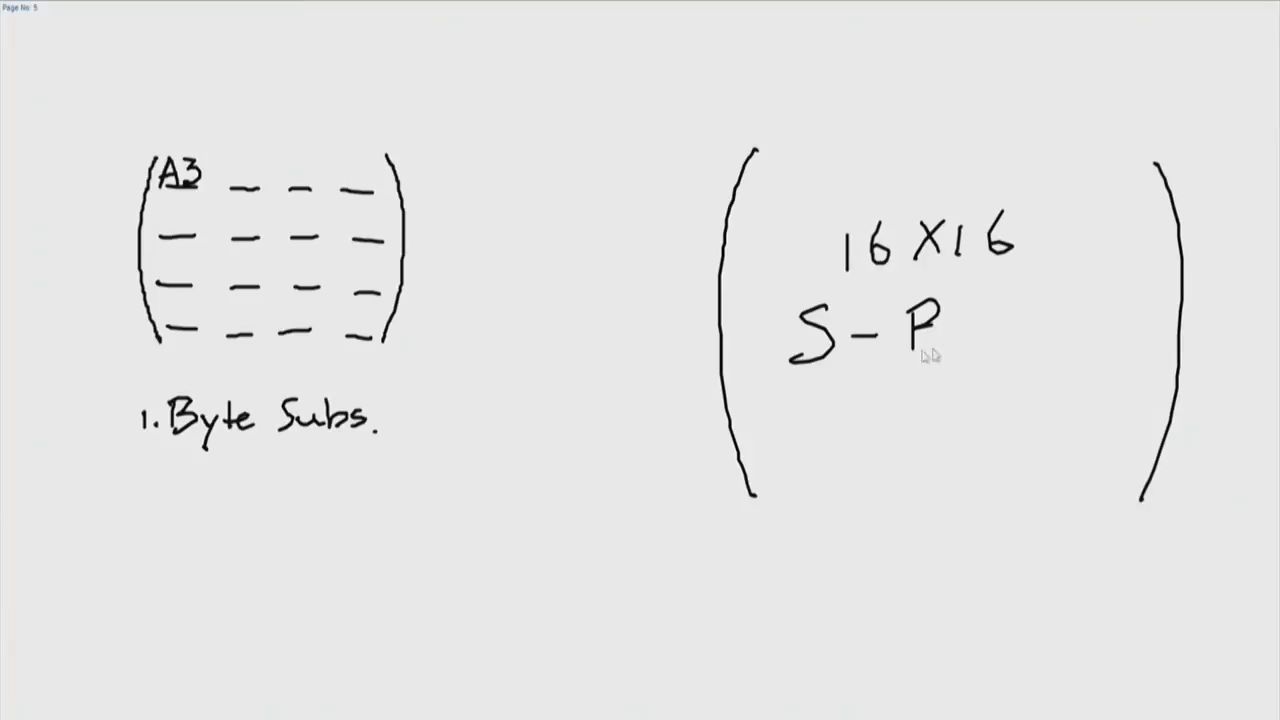 Page No: 5
A3 _ _ _
_ _ _ _
_ _ _ _
_ _ _ _
1. Byte Subs.
16 X 16
S - P